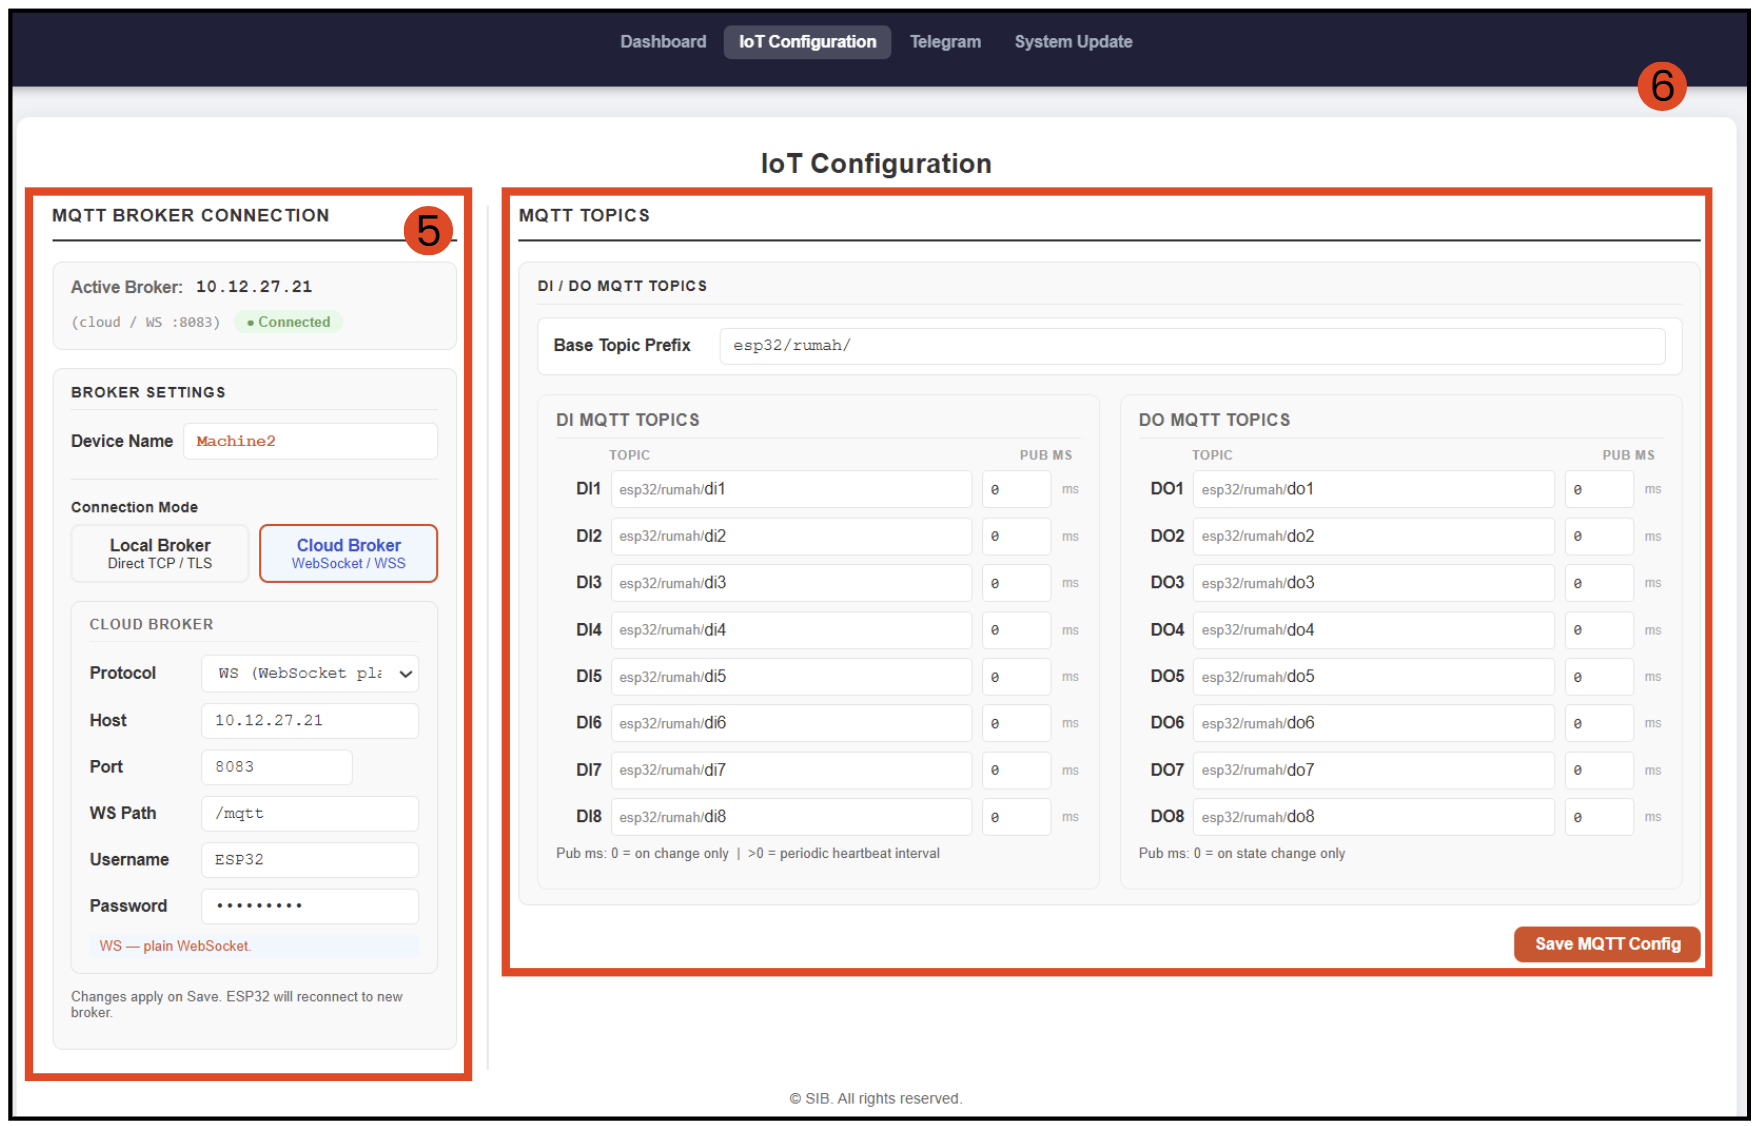 Dashboard IoT Configuration Telegram System Update
6
IoT Configuration
MQTT BROKER CONNECTION
5
Active Broker: 10.12.27.21
(cloud / WS :8083) ● Connected
BROKER SETTINGS
Device Name Machine2
Connection Mode
Local Broker
Direct TCP / TLS
Cloud Broker
WebSocket / WSS
CLOUD BROKER
Protocol WS (WebSocket pla
Host 10.12.27.21
Port 8083
WS Path /mqtt
Username ESP32
Password •••••••••
WS — plain WebSocket.
Changes apply on Save. ESP32 will reconnect to new
broker.
MQTT TOPICS
DI / DO MQTT TOPICS
Base Topic Prefix esp32/rumah/
DI MQTT TOPICS
TOPIC PUB MS
DI1 esp32/rumah/di1 0 ms
DI2 esp32/rumah/di2 0 ms
DI3 esp32/rumah/di3 0 ms
DI4 esp32/rumah/di4 0 ms
DI5 esp32/rumah/di5 0 ms
DI6 esp32/rumah/di6 0 ms
DI7 esp32/rumah/di7 0 ms
DI8 esp32/rumah/di8 0 ms
Pub ms: 0 = on change only | >0 = periodic heartbeat interval
DO MQTT TOPICS
TOPIC PUB MS
DO1 esp32/rumah/do1 0 ms
DO2 esp32/rumah/do2 0 ms
DO3 esp32/rumah/do3 0 ms
DO4 esp32/rumah/do4 0 ms
DO5 esp32/rumah/do5 0 ms
DO6 esp32/rumah/do6 0 ms
DO7 esp32/rumah/do7 0 ms
DO8 esp32/rumah/do8 0 ms
Pub ms: 0 = on state change only
Save MQTT Config
© SIB. All rights reserved.